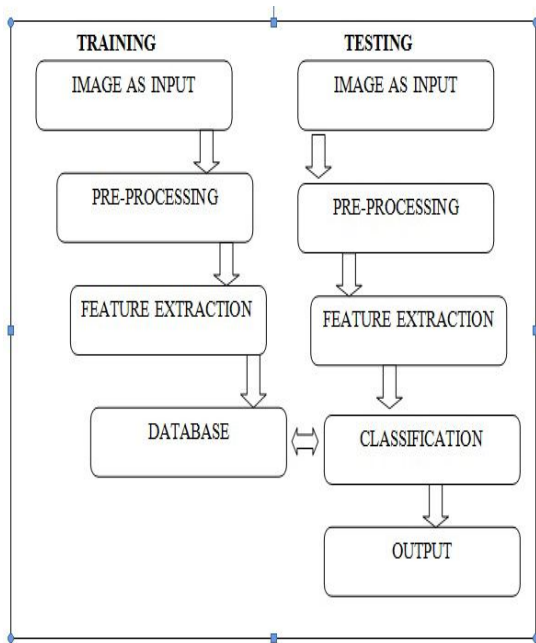 TRAINING
IMAGE AS INPUT
PRE-PROCESSING
FEATURE EXTRACTION
DATABASE
TESTING
IMAGE AS INPUT
PRE-PROCESSING
FEATURE EXTRACTION
CLASSIFICATION
OUTPUT